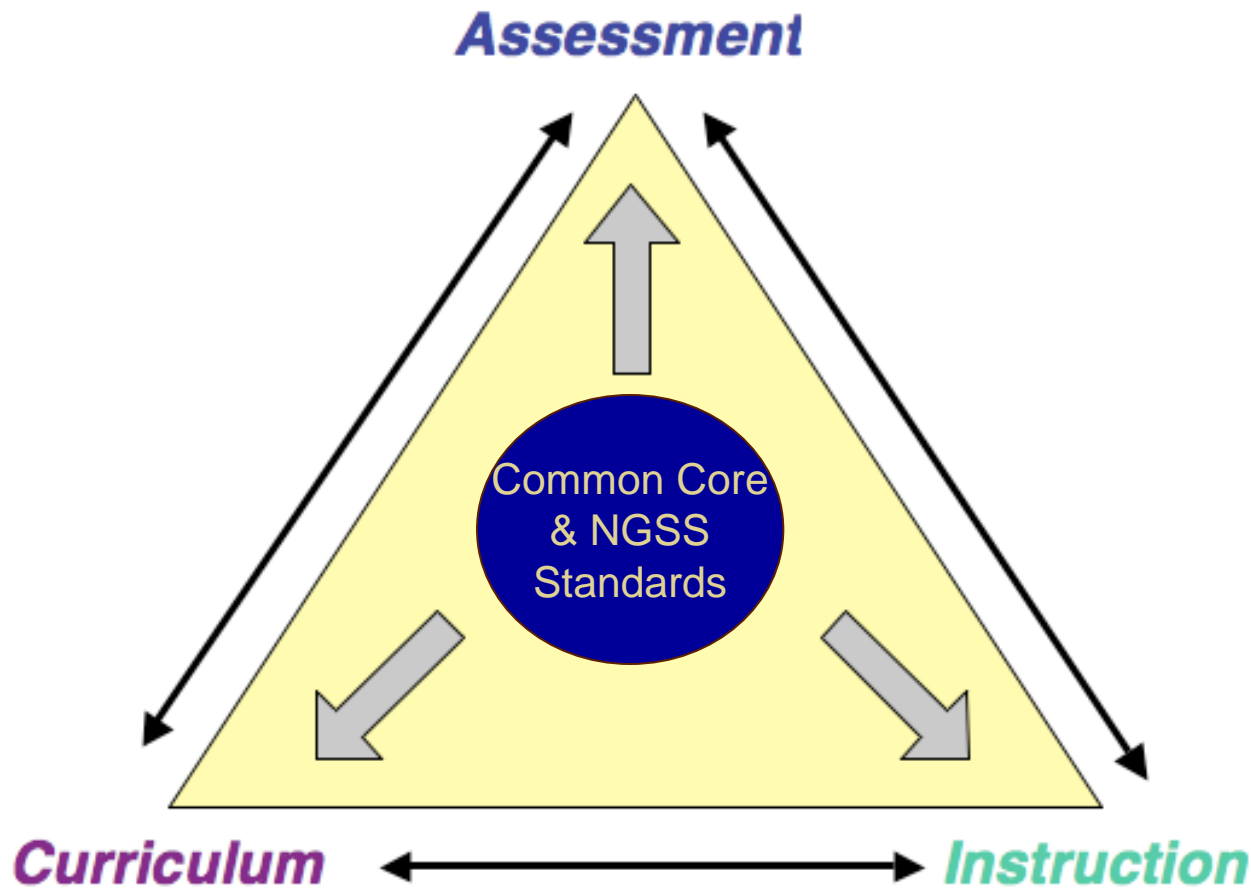 Assessment
Common Core
& NGSS
Standards
Curriculum
Instruction